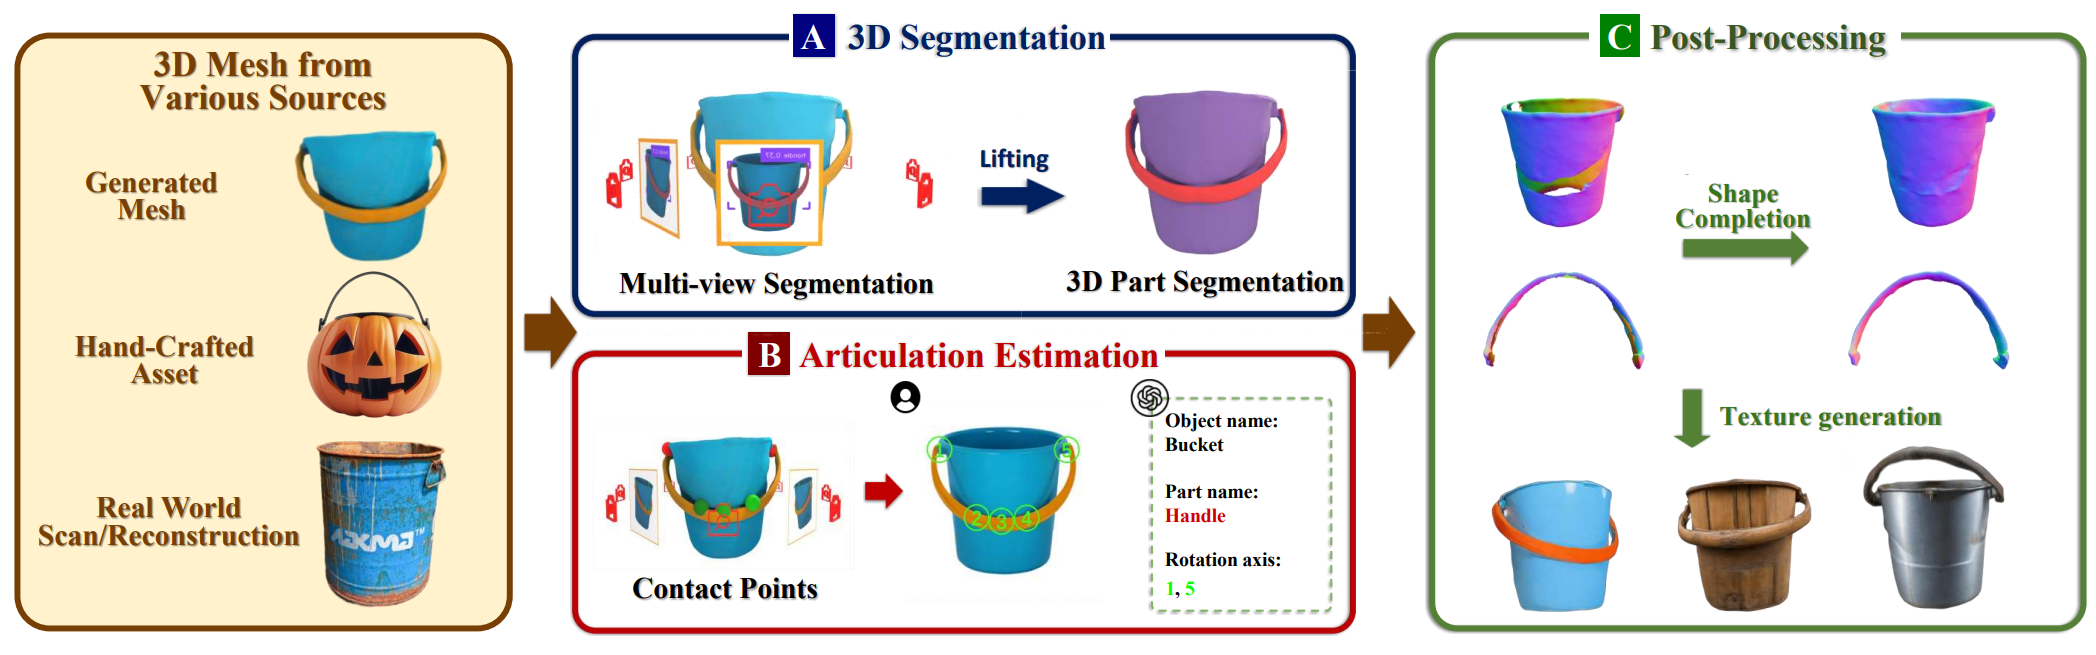 3D Mesh from
Various Sources
Generated
Mesh
Hand-Crafted
Asset
Real World
Scan/Reconstruction
A 3D Segmentation
Lifting
Multi-view Segmentation
3D Part Segmentation
B Articulation Estimation
1
5
2 3 4
Contact Points
Object name:
Bucket
Part name:
Handle
Rotation axis:
1, 5
C Post-Processing
Shape
Completion
Texture generation